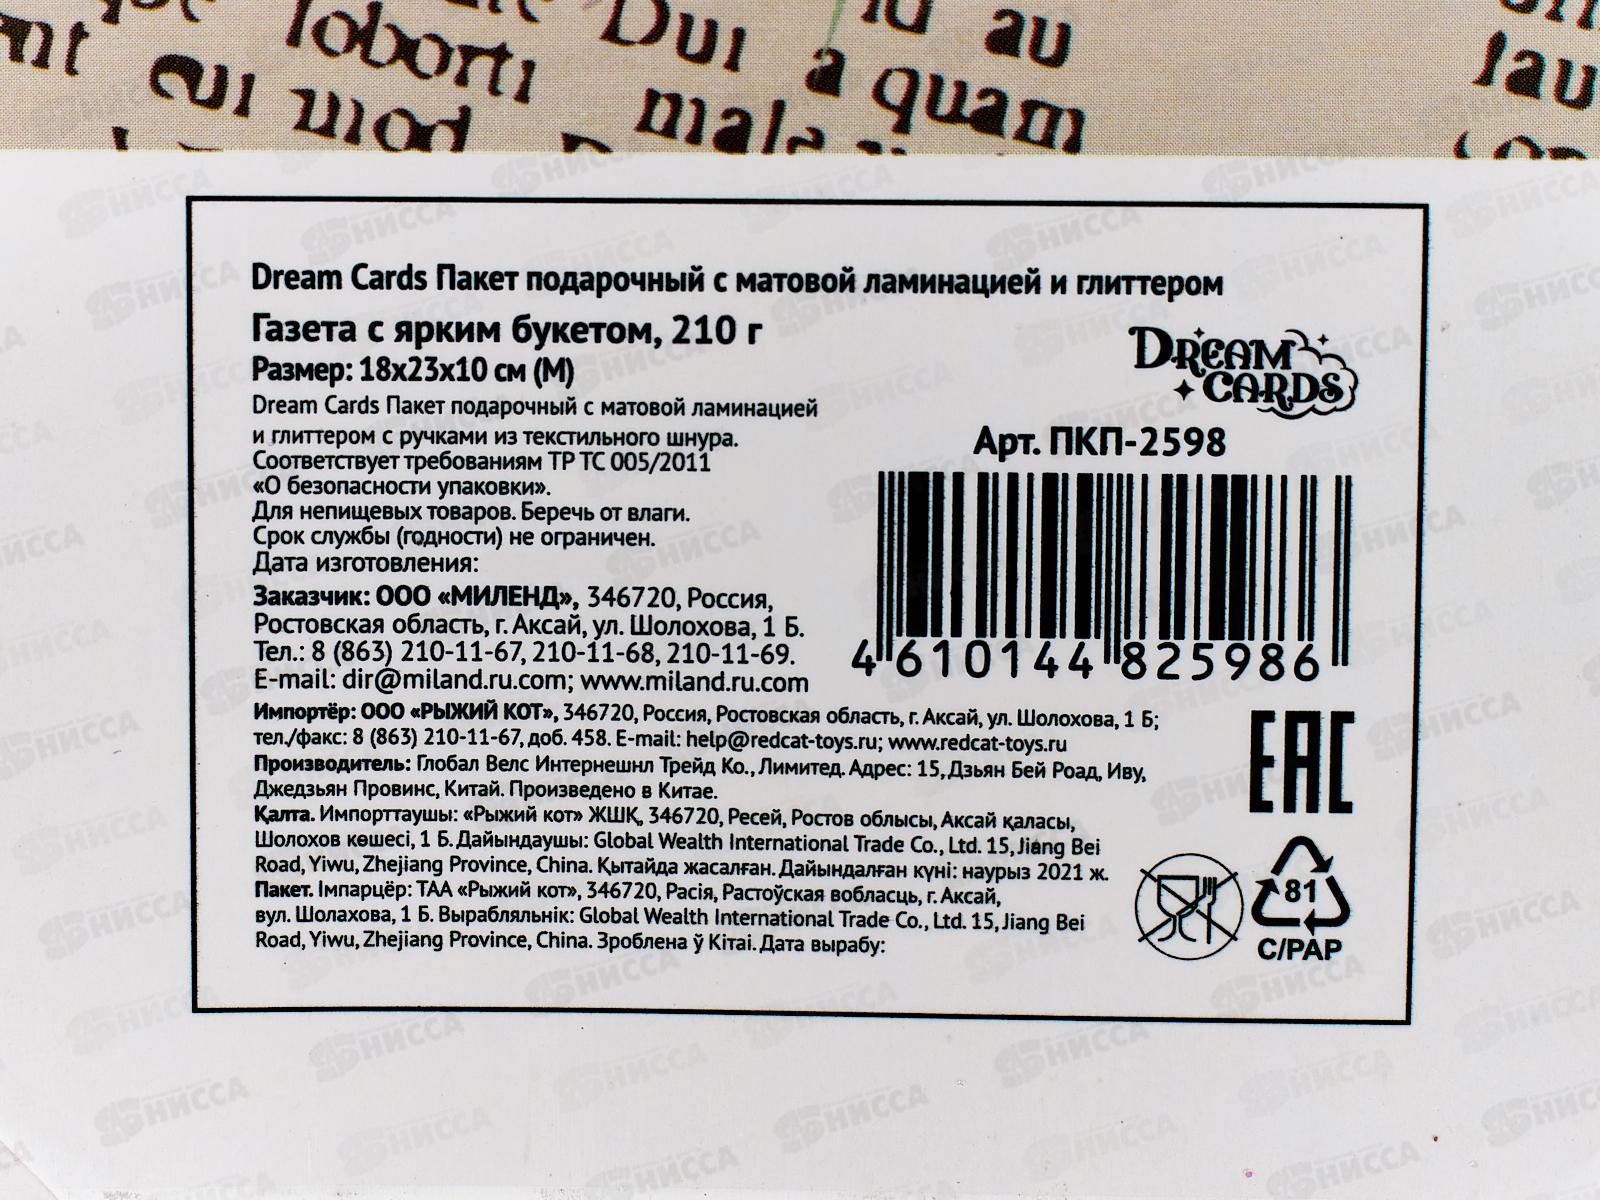 loborti
Dui
au
cui mod
a quam
Dream Cards Пакет подарочный с матовой ламинацией и глиттером
Газета с ярким букетом, 210 г
Размер: 18х23х10 см (М)
Dream Cards Пакет подарочный с матовой ламинацией
и глиттером с ручками из текстильного шнура.
Соответствует требованиям ТР ТС 005/2011
«О безопасности упаковки».
Для непищевых товаров. Беречь от влаги.
Срок службы (годности) не ограничен.
Дата изготовления:
Заказчик: ООО «МИЛЕНД», 346720, Россия,
Ростовская область, г. Аксай, ул. Шолохова, 1 Б.
Тел.: 8 (863) 210-11-67, 210-11-68, 210-11-69.
E-mail: dir@miland.ru.com; www.miland.ru.com
DREAM
CARDS
Арт. ПКП-2598
4 610144 825986
Импортёр: ООО «РЫЖИЙ КОТ», 346720, Россия, Ростовская область, г. Аксай, ул. Шолохова, 1 Б;
тел./факс: 8 (863) 210-11-67, доб. 458. E-mail: help@redcat-toys.ru; www.redcat-toys.ru
Производитель: Глобал Велс Интернешнл Трейд Ко., Лимитед. Адрес: 15, Дзьян Бей Роад, Иву,
Джедзьян Провинс, Китай. Произведено в Китае.
Қалта. Импорттаушы: «Рыжий кот» ЖШҚ, 346720, Ресей, Ростов облысы, Аксай қаласы,
Шолохов көшесі, 1 Б. Дайындаушы: Global Wealth International Trade Co., Ltd. 15, Jiang Bei
Road, Yiwu, Zhejiang Province, China. Қытайда жасалған. Дайындалған күні: наурыз 2021 ж.
Пакет. Імпарцёр: ТАА «Рыжий кот», 346720, Расія, Растоўская вобласць, г. Аксай,
вул. Шолахова, 1 Б. Вырабляльнік: Global Wealth International Trade Co., Ltd. 15, Jiang Bei
Road, Yiwu, Zhejiang Province, China. Зроблена ў Кітаі. Дата вырабу:
EAC
81
C/PAP
НИССА